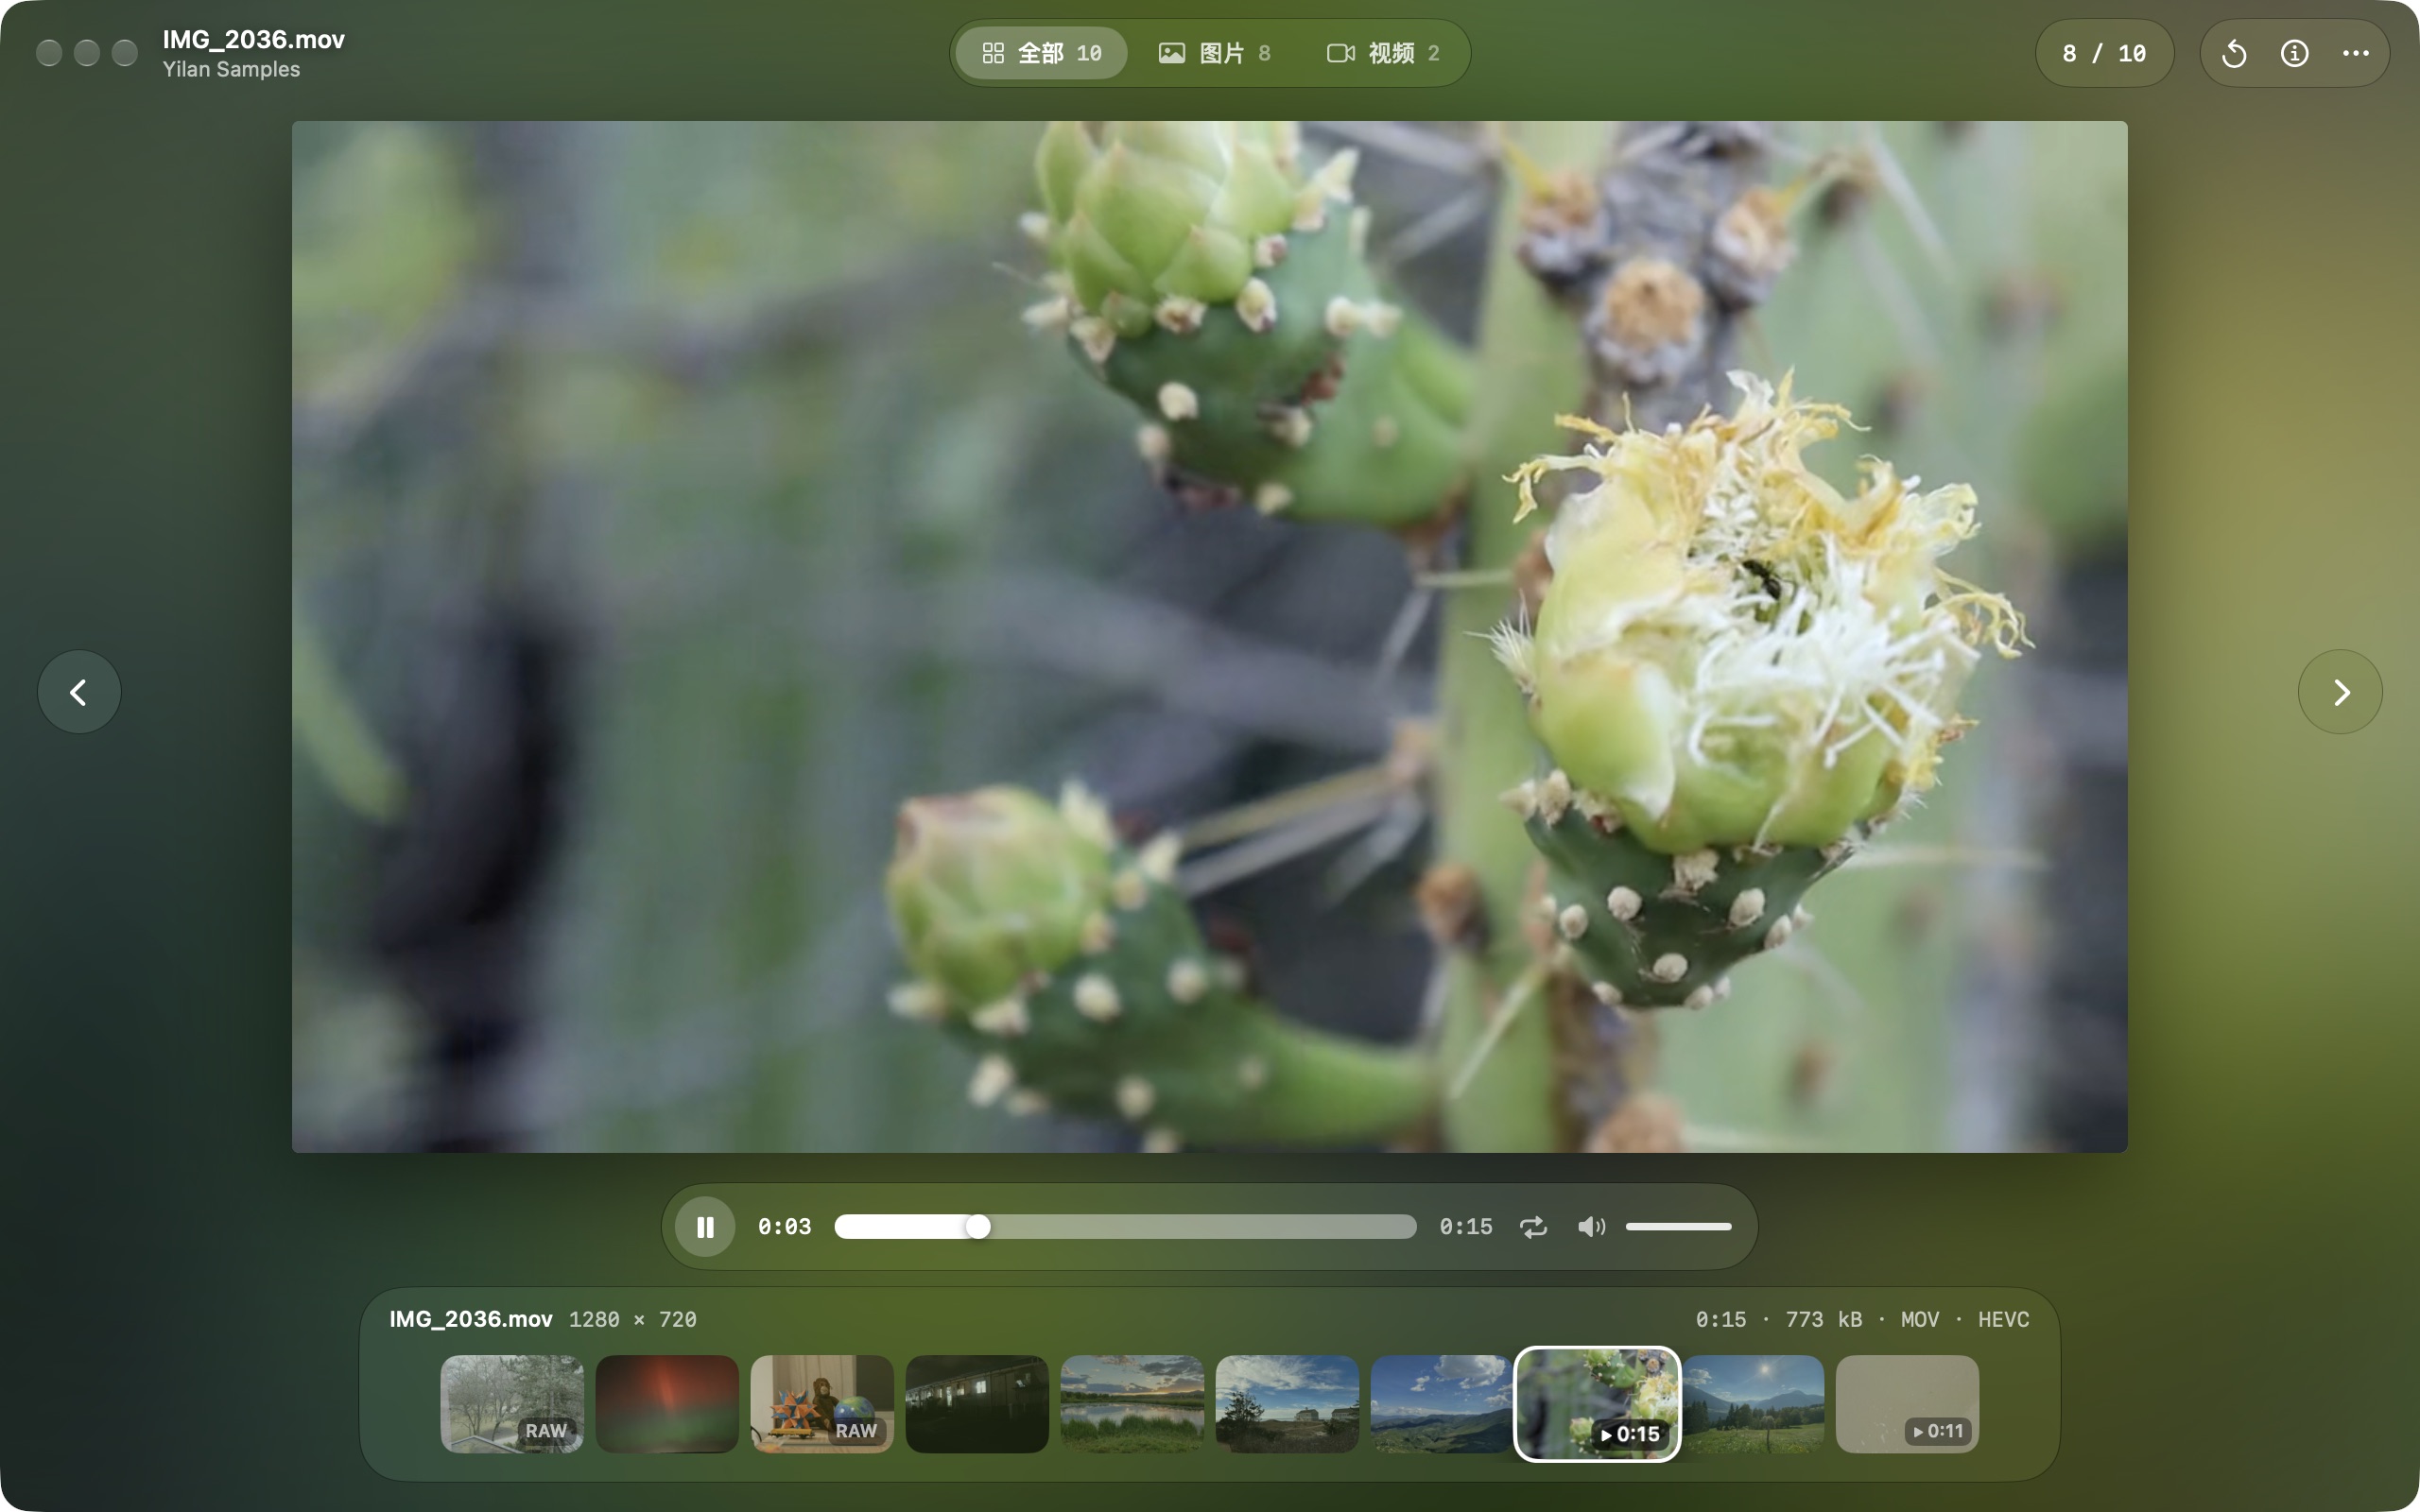 IMG_2036.mov
Yilan Samples
全部 10
图片 8
视频 2
8 / 10
0:03
0:15
IMG_2036.mov 1280 × 720
0:15 · 773 kB · MOV · HEVC
RAW
RAW
0:15
0:11